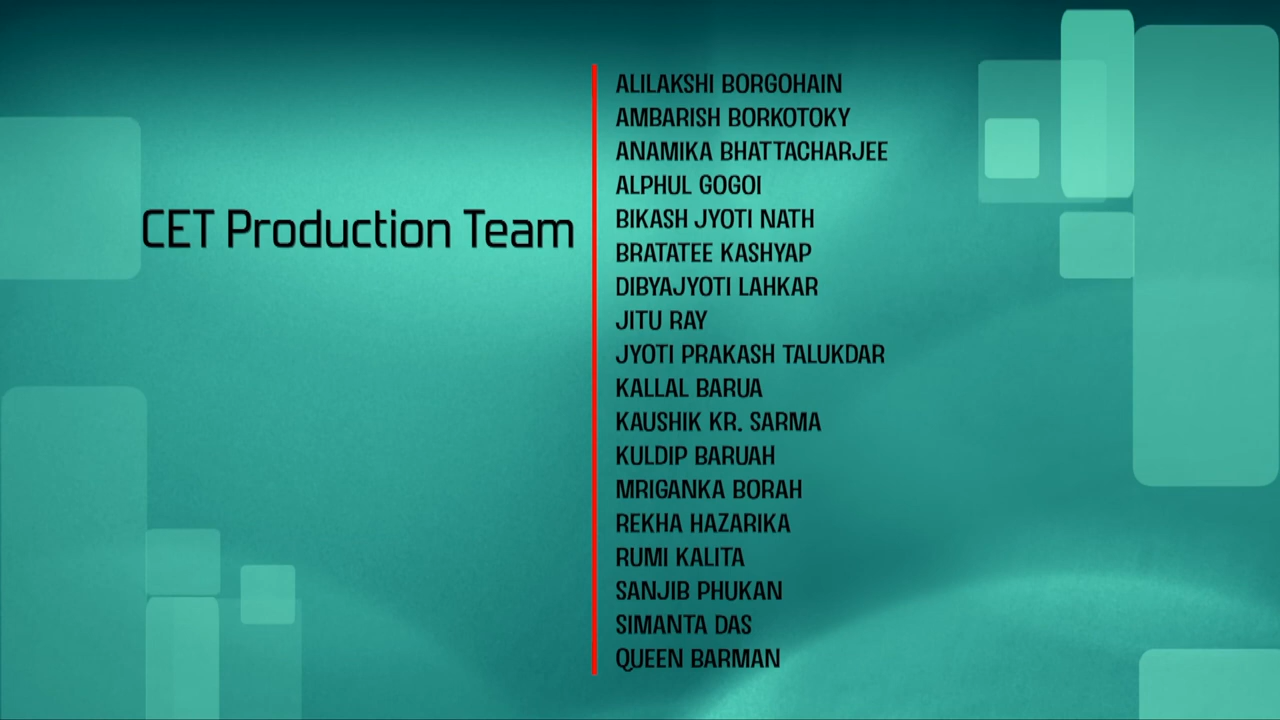 CET Production Team
ALILAKSHI BORGOHAIN
AMBARISH BORKOTOKY
ANAMIKA BHATTACHARJEE
ALPHUL GOGOI
BIKASH JYOTI NATH
BRATATEE KASHYAP
DIBYAJYOTI LAHKAR
JITU RAY
JYOTI PRAKASH TALUKDAR
KALLAL BARUA
KAUSHIK KR. SARMA
KULDIP BARUAH
MRIGANKA BORAH
REKHA HAZARIKA
RUMI KALITA
SANJIB PHUKAN
SIMANTA DAS
QUEEN BARMAN